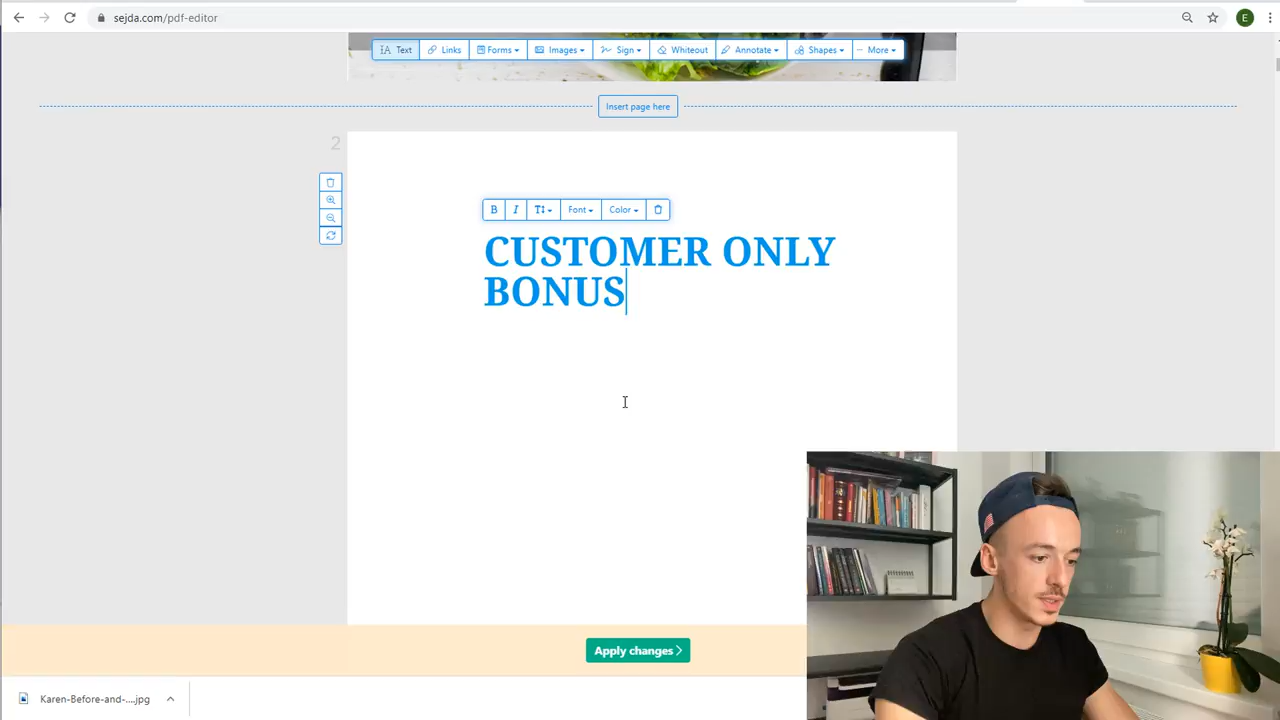 sejda.com/pdf-editor
E
Text Links Forms Images Sign Whiteout Annotate Shapes More
Insert page here
2
B I T Font Color
CUSTOMER ONLY
BONUS
Apply changes
Karen-Before-and-....jpg